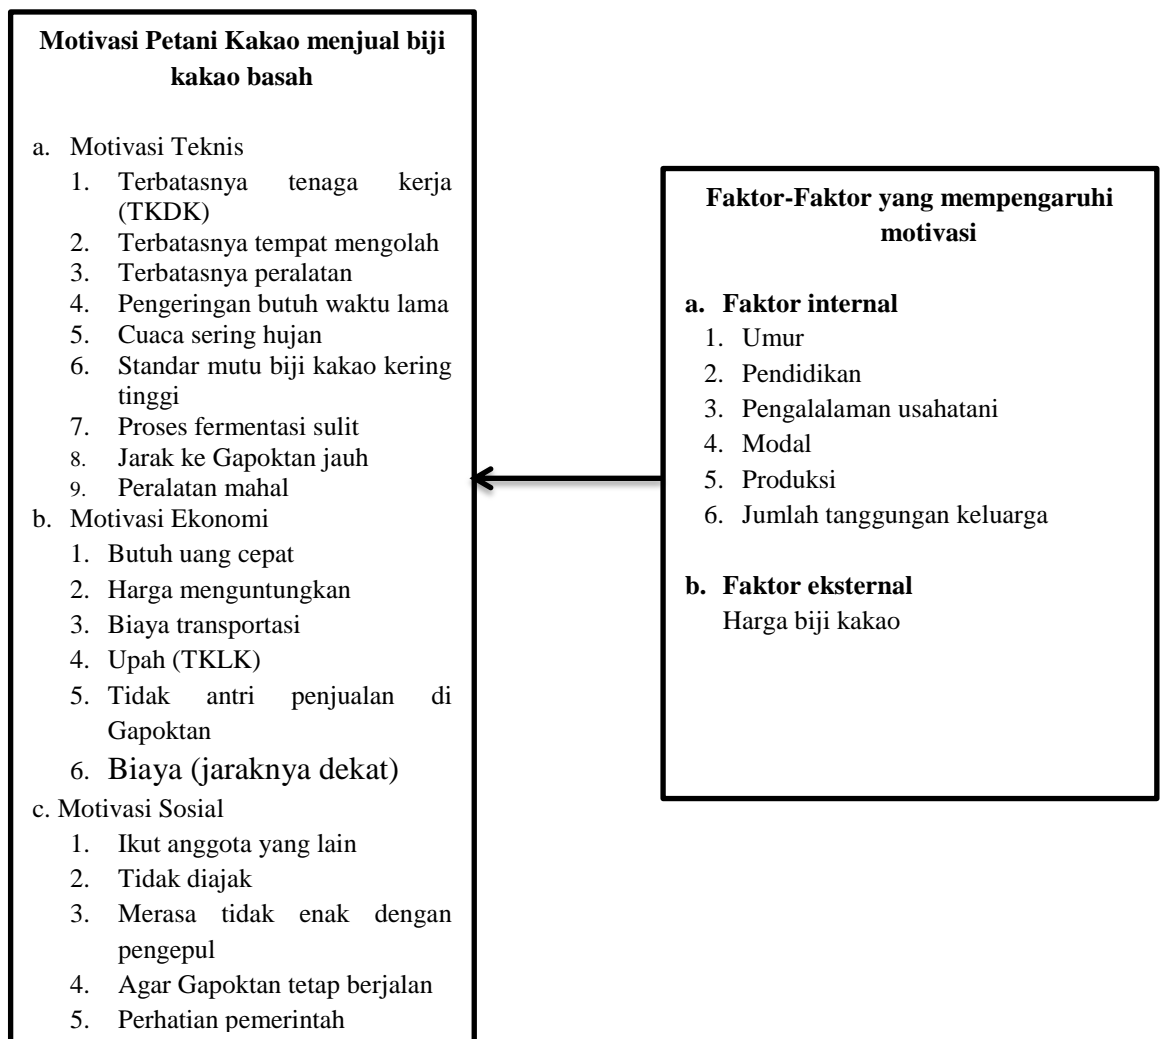 Motivasi Petani Kakao menjual biji
kakao basah
a. Motivasi Teknis
1. Terbatasnya tenaga kerja
(TKDK)
2. Terbatasnya tempat mengolah
3. Terbatasnya peralatan
4. Pengeringan butuh waktu lama
5. Cuaca sering hujan
6. Standar mutu biji kakao kering
tinggi
7. Proses fermentasi sulit
8. Jarak ke Gapoktan jauh
9. Peralatan mahal
b. Motivasi Ekonomi
1. Butuh uang cepat
2. Harga menguntungkan
3. Biaya transportasi
4. Upah (TKLK)
5. Tidak antri penjualan di
Gapoktan
6. Biaya (jaraknya dekat)
c. Motivasi Sosial
1. Ikut anggota yang lain
2. Tidak diajak
3. Merasa tidak enak dengan
pengepul
4. Agar Gapoktan tetap berjalan
5. Perhatian pemerintah
Faktor-Faktor yang mempengaruhi
motivasi
a. Faktor internal
1. Umur
2. Pendidikan
3. Pengalalaman usahatani
4. Modal
5. Produksi
6. Jumlah tanggungan keluarga
b. Faktor eksternal
Harga biji kakao